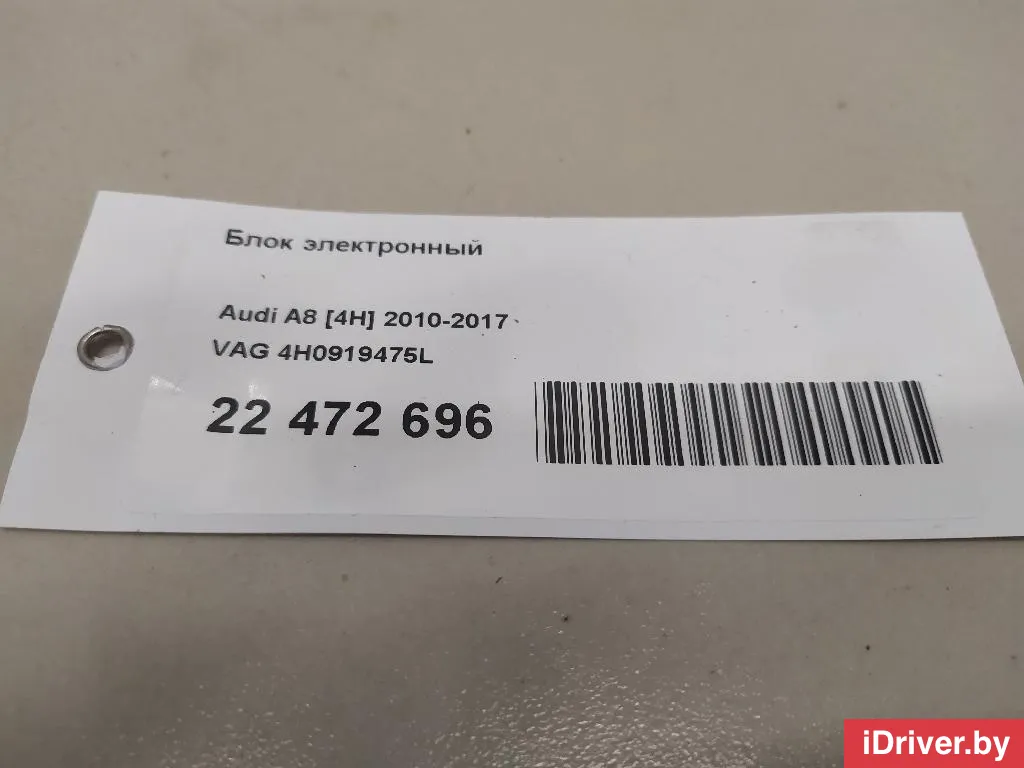 Блок электронный
Audi A8 [4H] 2010-2017
VAG 4H0919475L
22 472 696
iDriver.by